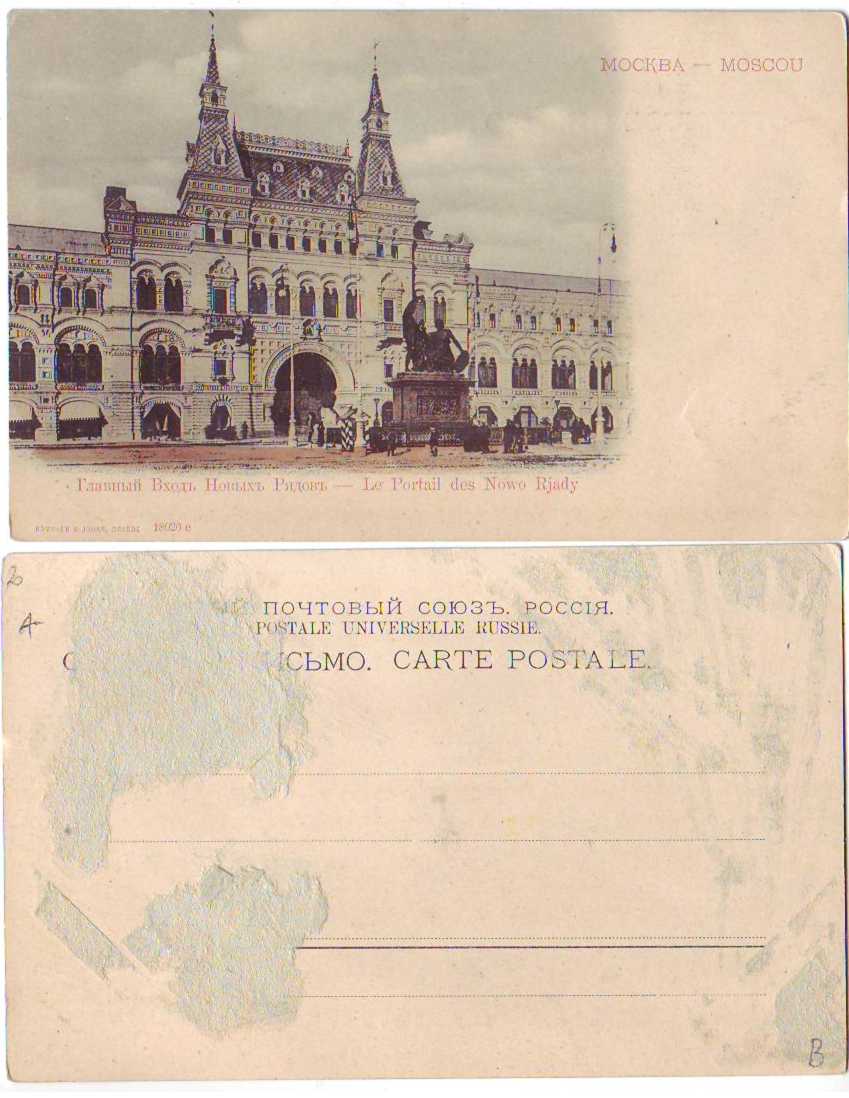 МОСКВА — MOSCOU
Главный Входъ Новыхъ Рядовъ — Le Portail des Nowo Rjady
18020 e
20
A
ПОЧТОВЫЙ СОЮЗЪ. РОССІЯ.
POSTALE UNIVERSELLE RUSSIE.
CARTE POSTALE.
B